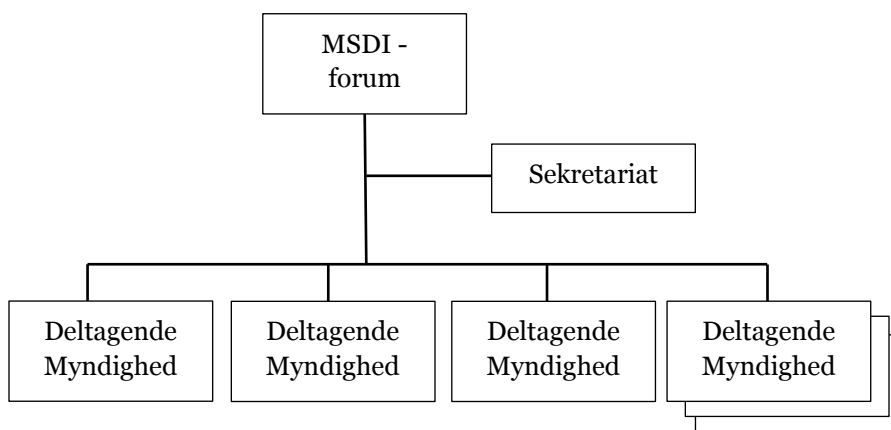 MSDI -
forum
Sekretariat
Deltagende
Myndighed
Deltagende
Myndighed
Deltagende
Myndighed
Deltagende
Myndighed